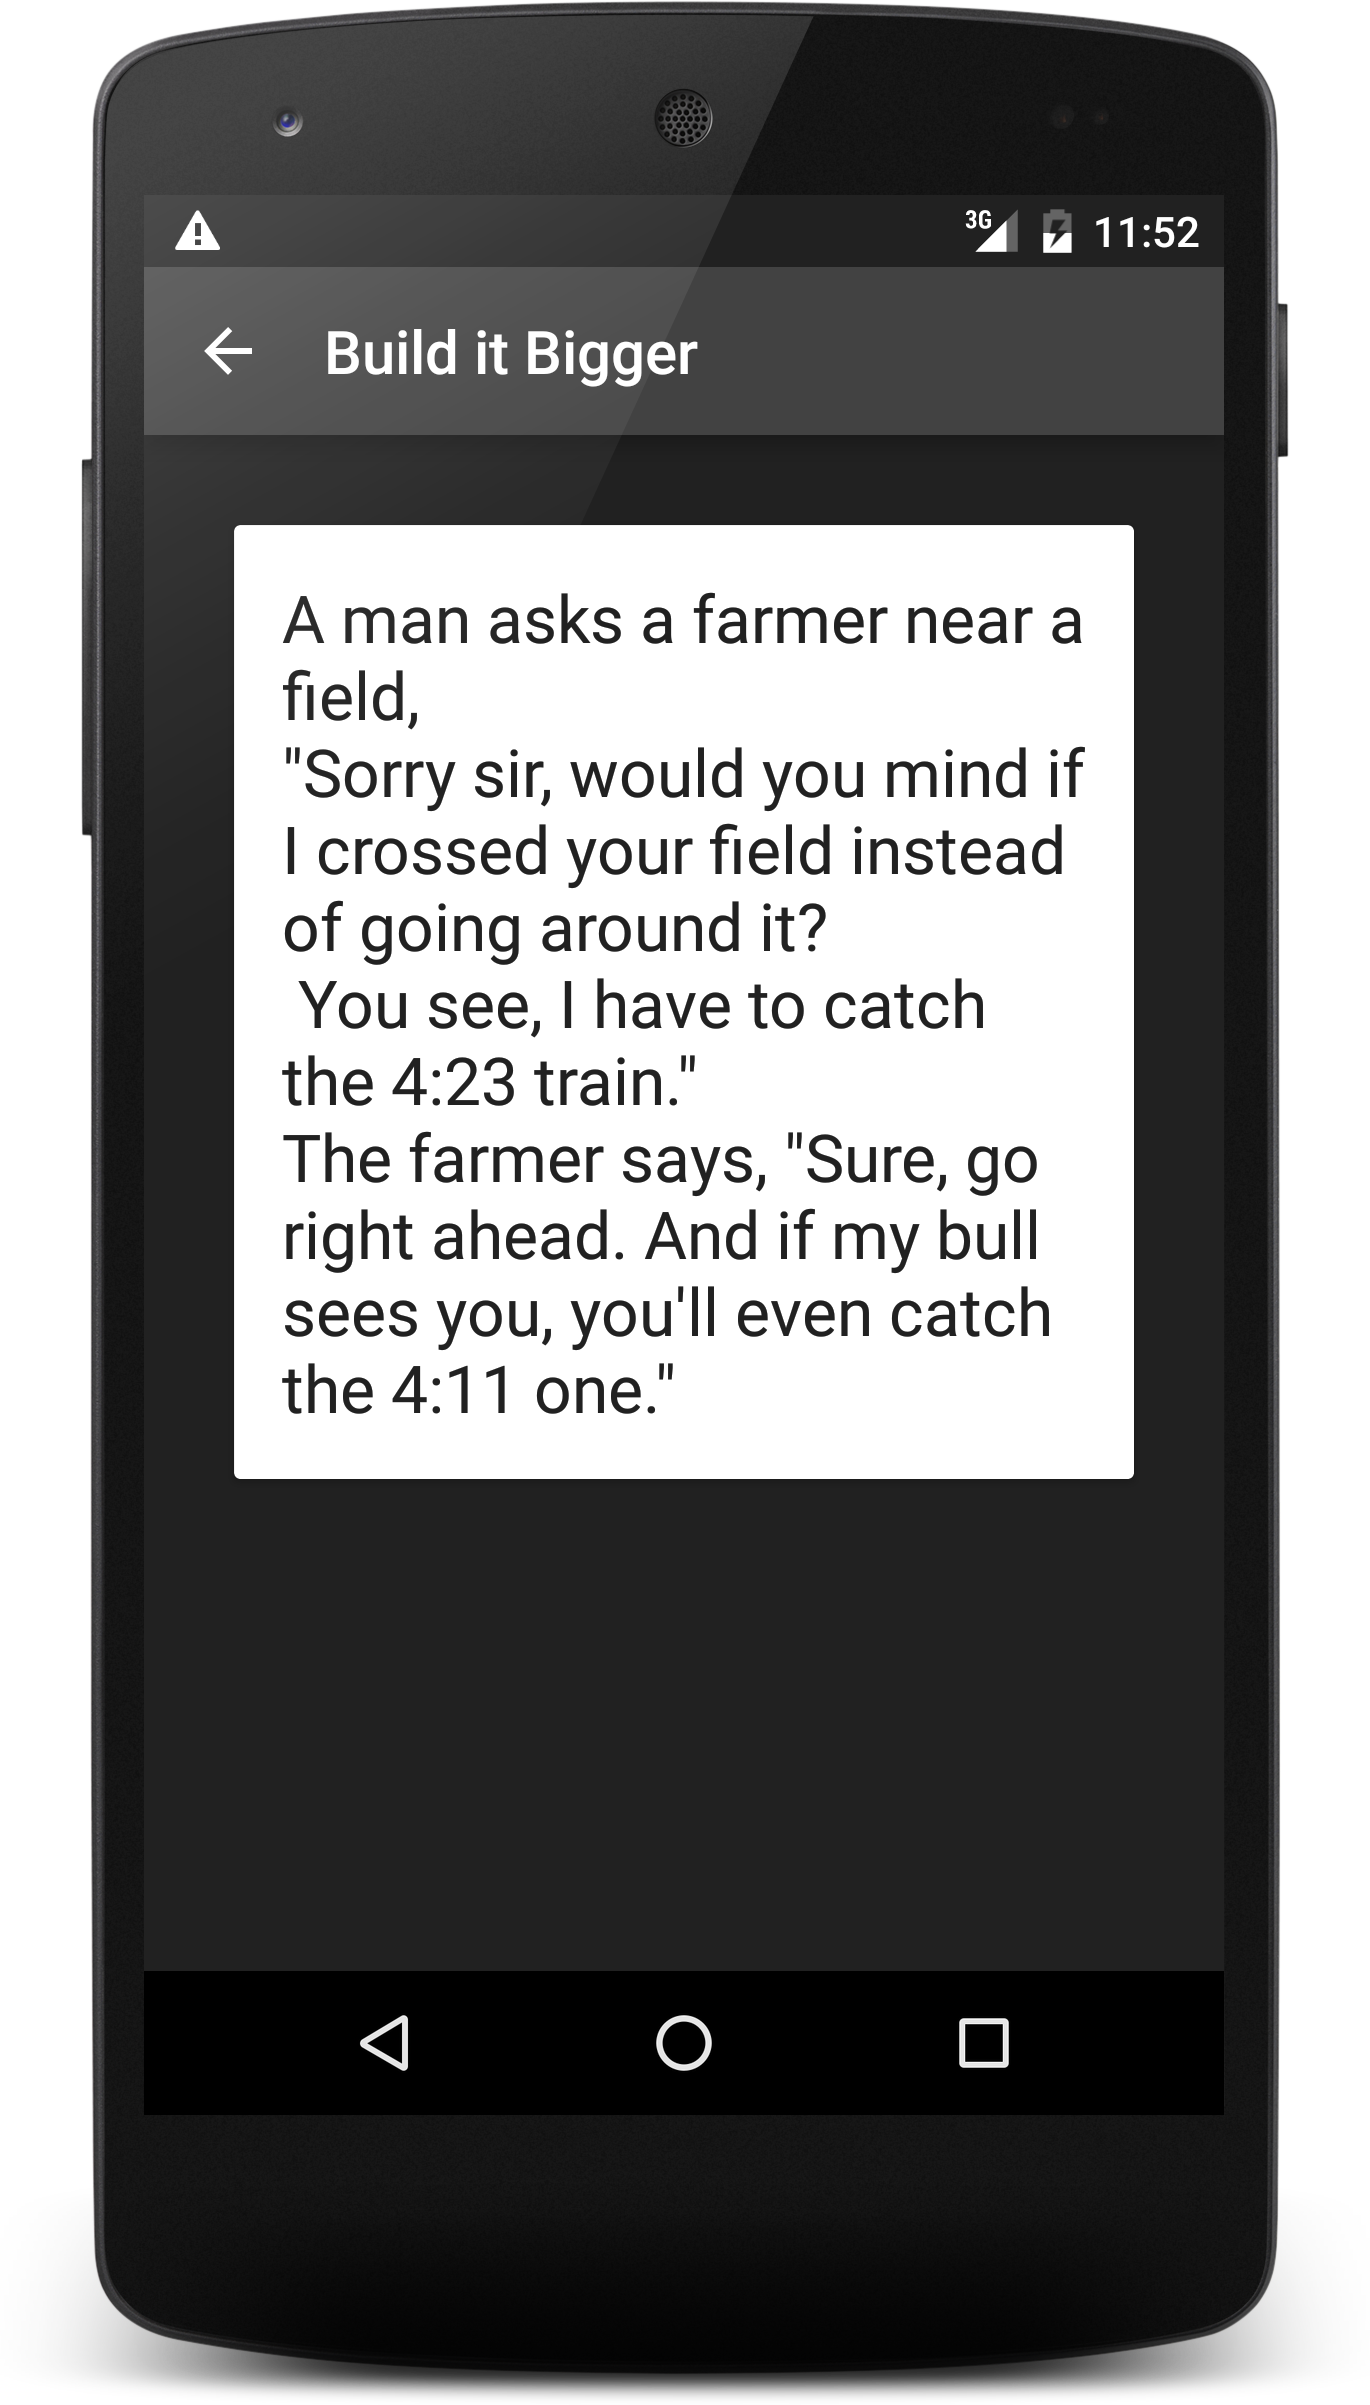 3G 11:52
Build it Bigger
A man asks a farmer near a
field,
"Sorry sir, would you mind if
I crossed your field instead
of going around it?
You see, I have to catch
the 4:23 train."
The farmer says, "Sure, go
right ahead. And if my bull
sees you, you'll even catch
the 4:11 one."